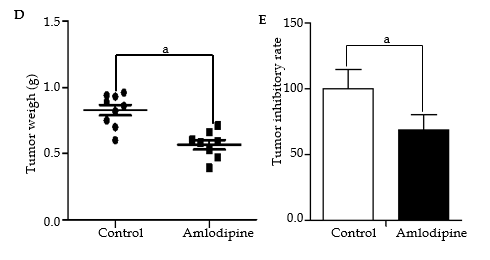 D
Tumor weigh (g)
1.5
1.0
0.5
0.0
a
Control Amlodipine
E
Tumor inhibitory rate
150
100
50
0.0
a
Control Amlodipine